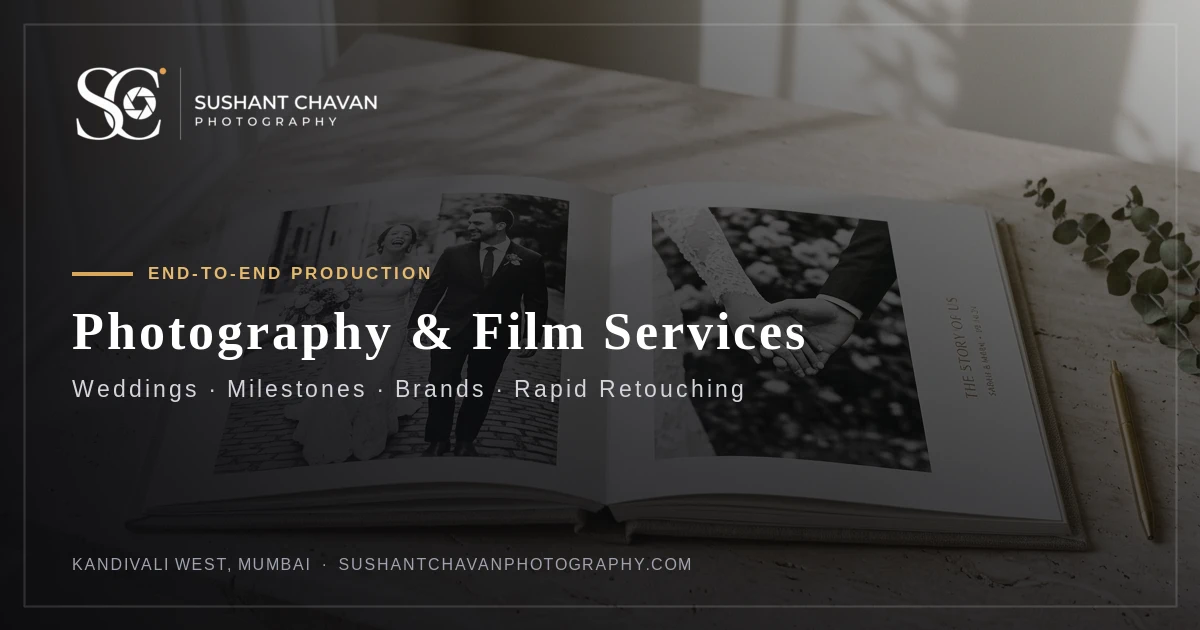 SC
SUSHANT CHAVAN
PHOTOGRAPHY
END-TO-END PRODUCTION
Photography & Film Services
Weddings · Milestones · Brands · Rapid Retouching
THE STORY OF US
KANDIVALI WEST, MUMBAI · SUSHANTCHAVANPHOTOGRAPHY.COM